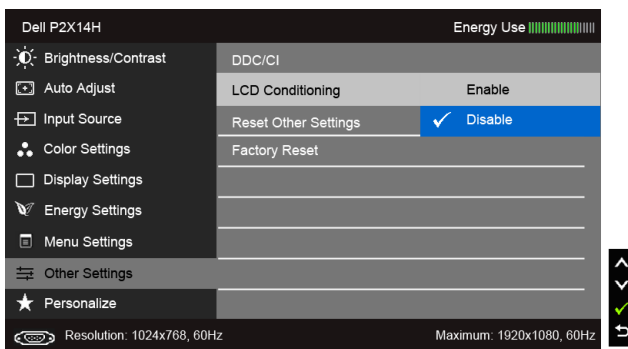 Dell P2X14H Energy Use
Brightness/Contrast DDC/CI
Auto Adjust LCD Conditioning Enable
Input Source Reset Other Settings Disable
Color Settings Factory Reset
Display Settings
Energy Settings
Menu Settings
Other Settings
Personalize
Resolution: 1024x768, 60Hz Maximum: 1920x1080, 60Hz